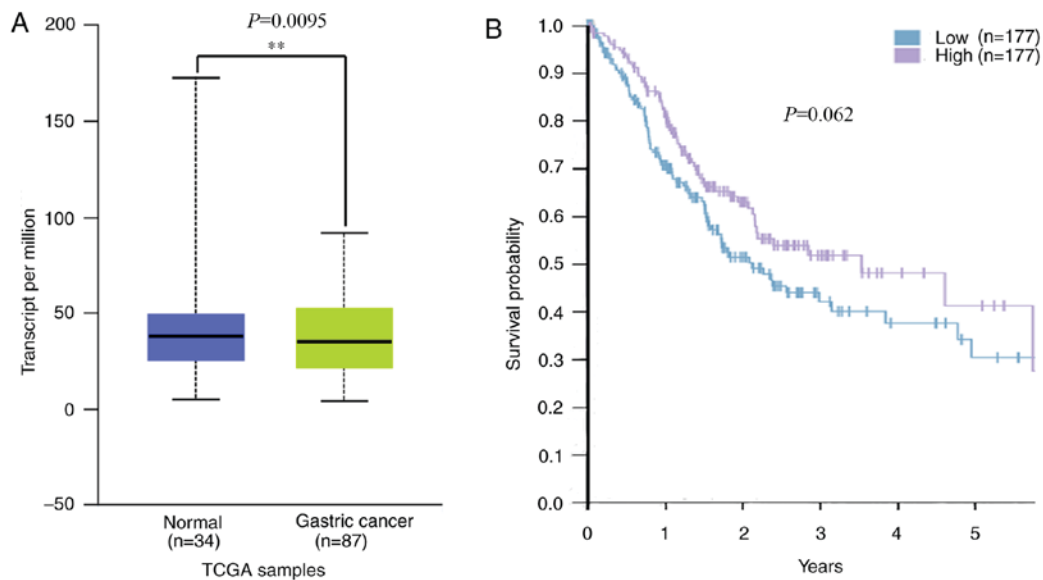 A
P=0.0095
**
200
150
100
50
0
−50
Transcript per million
Normal
(n=34)
Gastric cancer
(n=87)
TCGA samples
B
Low (n=177)
High (n=177)
P=0.062
1.0
0.9
0.8
0.7
0.6
0.5
0.4
0.3
0.2
0.1
0.0
Survival probability
0
1
2
3
4
5
Years